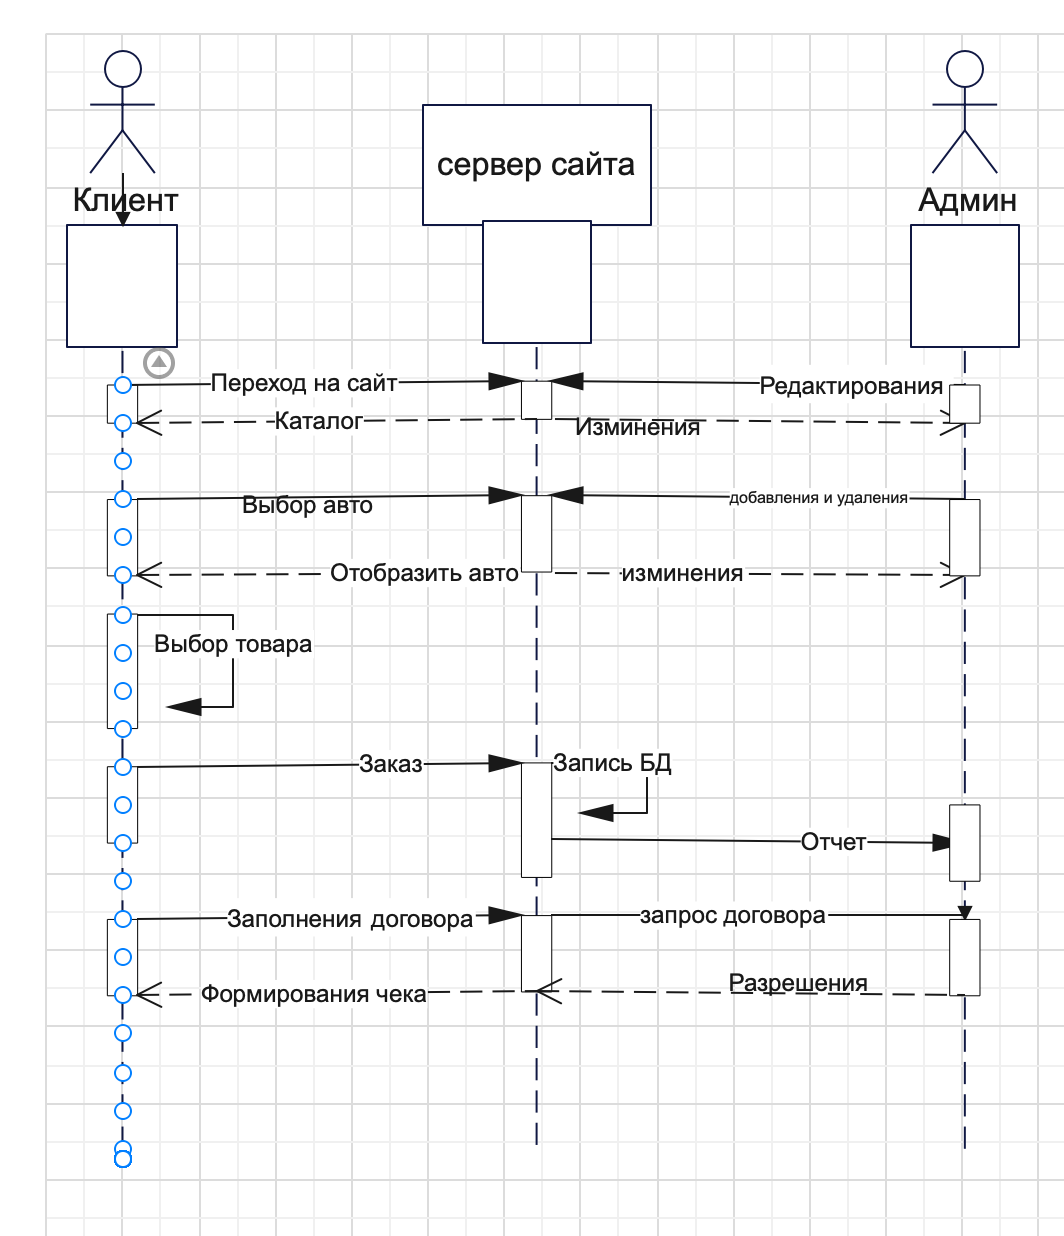 сервер сайта
Клиент
Админ
Переход на сайт
Редактирования
Каталог
Изминения
Выбор авто
добавления и удаления
Отобразить авто
изминения
Выбор товара
Заказ
Запись БД
Отчет
Заполнения договора
запрос договора
Формирования чека
Разрешения